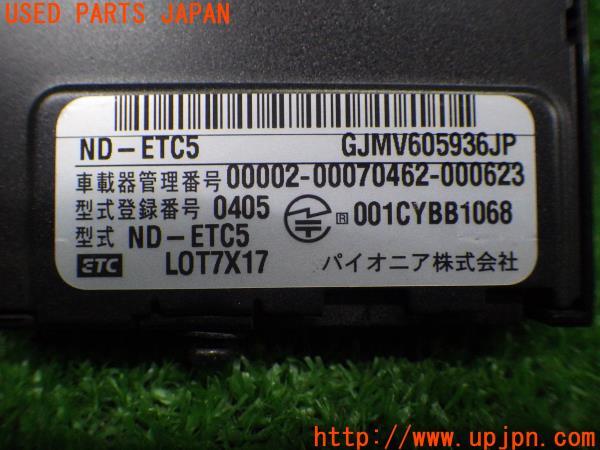 USED PARTS JAPAN
ND-ETC5 GJMV605936JP
車載器管理番号 00002-00070462-000623
型式登録番号 0405 R 001CYBB1068
型式 ND-ETC5
ETC LOT7X17 パイオニア株式会社
UPJ http://www.upjpn.com/